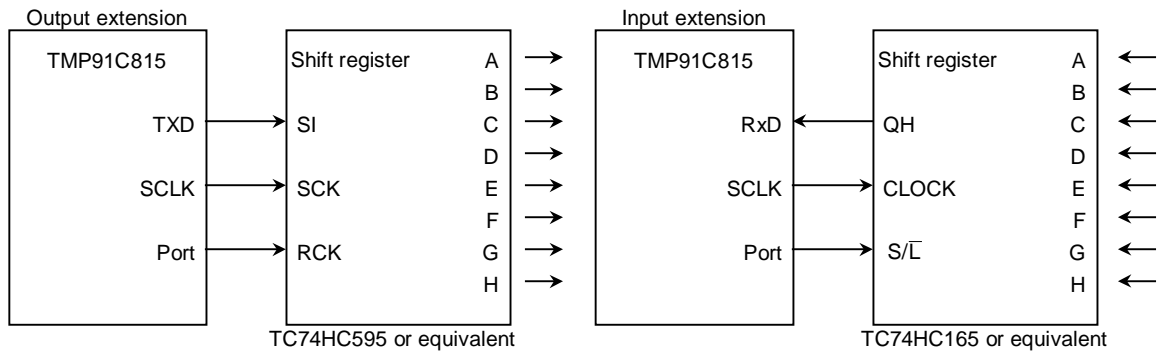 Output extension
TMP91C815
TXD
SCLK
Port
Shift register
SI
SCK
RCK
A
B
C
D
E
F
G
H
TC74HC595 or equivalent
Input extension
TMP91C815
RxD
SCLK
Port
Shift register
QH
CLOCK
S/L̅
A
B
C
D
E
F
G
H
TC74HC165 or equivalent